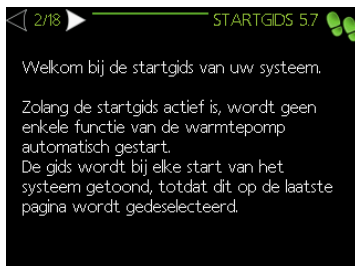 2/18 STARTGIDS 5.7
Welkom bij de startgids van uw systeem.
Zolang de startgids actief is, wordt geen
enkele functie van de warmtepomp
automatisch gestart.
De gids wordt bij elke start van het
systeem getoond, totdat dit op de laatste
pagina wordt gedeselecteerd.